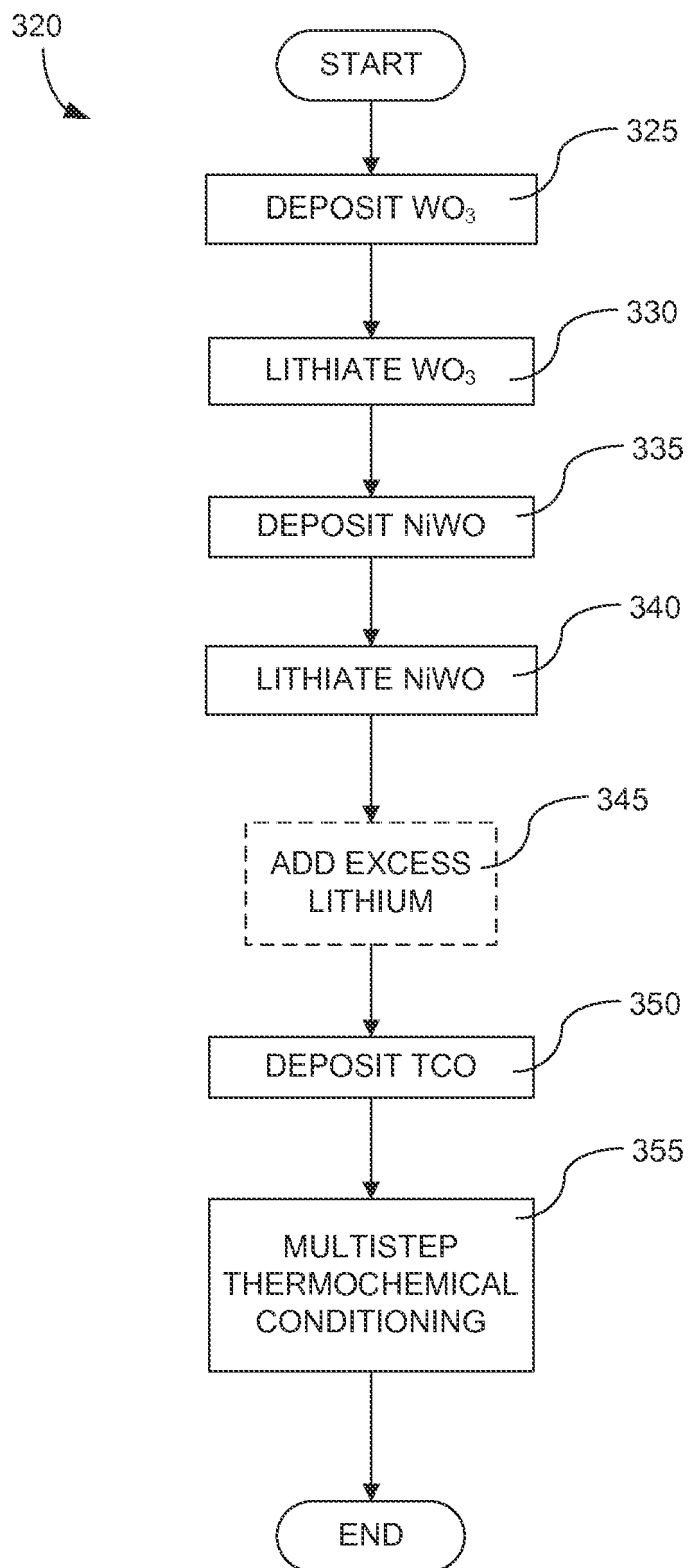 320
START
325
DEPOSIT WO₃
330
LITHIATE WO₃
335
DEPOSIT NiWO
340
LITHIATE NiWO
345
ADD EXCESS
LITHIUM
350
DEPOSIT TCO
355
MULTISTEP
THERMOCHEMICAL
CONDITIONING
END